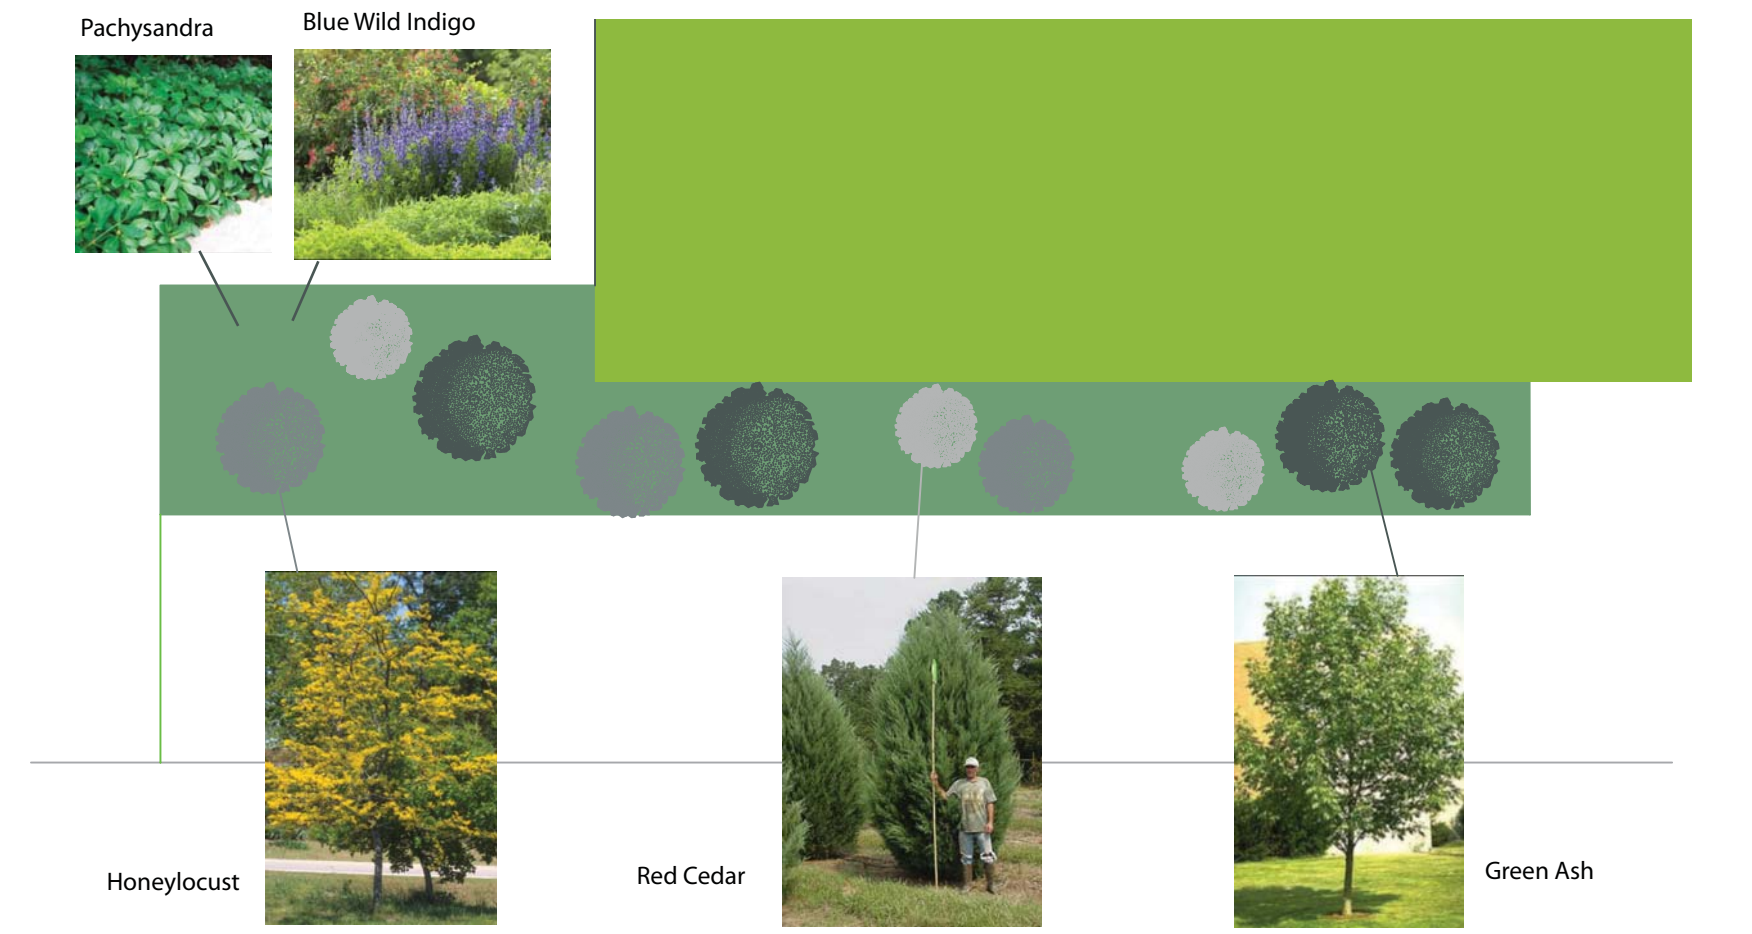 Pachysandra
Blue Wild Indigo
Honeylocust
Red Cedar
Green Ash